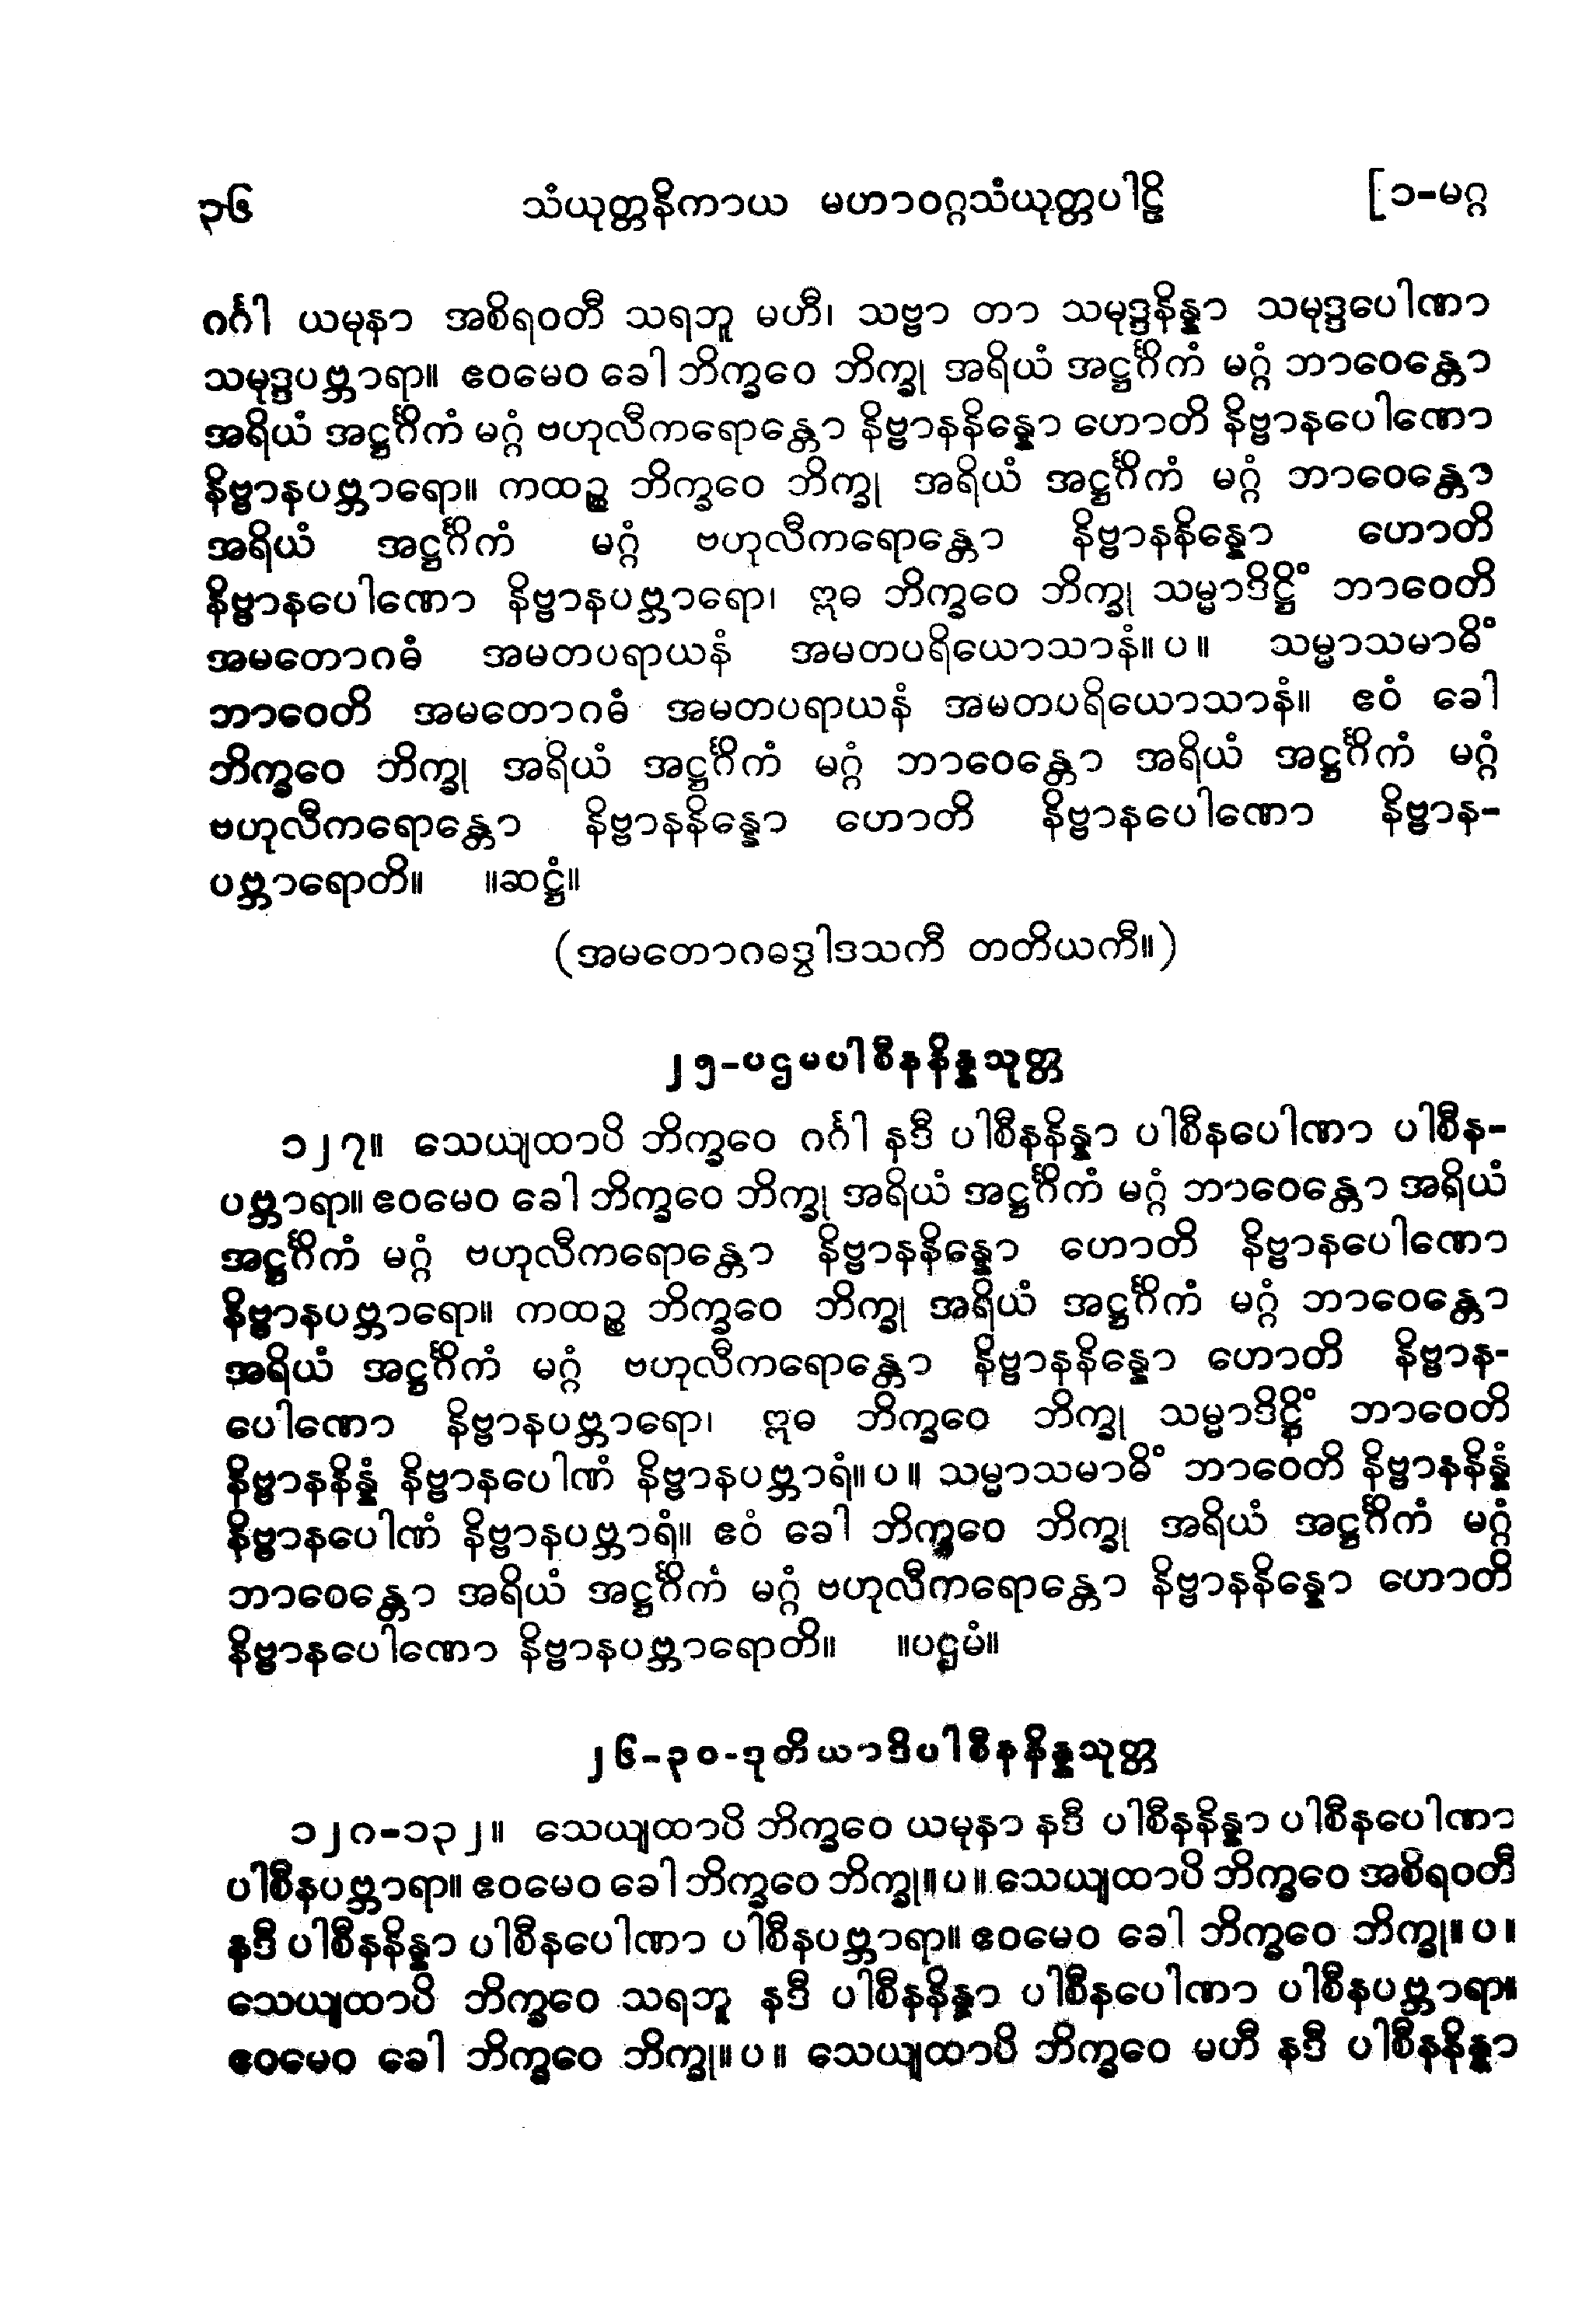 ၃၆ သံယုတ္တနိကာယ မဟာဝဂ္ဂသံယုတ္တပါဠိ [၁-မဂ္ဂ
ဂင်္ဂါ ယမုနာ အစိရဝတီ သရဘူ မဟီ၊ သဗ္ဗာ တာ သမုဒ္ဒနိန္နာ သမုဒ္ဒပေါဏာ
သမုဒ္ဒပဗ္ဘာရာ။ ဧဝမေဝ ခေါ ဘိက္ခဝေ ဘိက္ခု အရိယံ အဋ္ဌင်္ဂိကံ မဂ္ဂံ ဘာဝေန္တော
အရိယံ အဋ္ဌင်္ဂိကံ မဂ္ဂံ ဗဟုလီကရောန္တော နိဗ္ဗာနနိန္နော ဟောတိ နိဗ္ဗာနပေါဏော
နိဗ္ဗာနပဗ္ဘာရော။ ကထဉ္စ ဘိက္ခဝေ ဘိက္ခု အရိယံ အဋ္ဌင်္ဂိကံ မဂ္ဂံ ဘာဝေန္တော
အရိယံ အဋ္ဌင်္ဂိကံ မဂ္ဂံ ဗဟုလီကရောန္တော နိဗ္ဗာနနိန္နော ဟောတိ
နိဗ္ဗာနပေါဏော နိဗ္ဗာနပဗ္ဘာရော၊ ဣဓ ဘိက္ခဝေ ဘိက္ခု သမ္မာဒိဋ္ဌိံ ဘာဝေတိ
အမတောဂဓံ အမတပရာယနံ အမတပရိယောသာနံ။ ပ ။ သမ္မာသမာဓိံ
ဘာဝေတိ အမတောဂဓံ အမတပရာယနံ အမတပရိယောသာနံ။ ဧဝံ ခေါ
ဘိက္ခဝေ ဘိက္ခု အရိယံ အဋ္ဌင်္ဂိကံ မဂ္ဂံ ဘာဝေန္တော အရိယံ အဋ္ဌင်္ဂိကံ မဂ္ဂံ
ဗဟုလီကရောန္တော နိဗ္ဗာနနိန္နော ဟောတိ နိဗ္ဗာနပေါဏော နိဗ္ဗာန-
ပဗ္ဘာရောတိ။ ။ဆဋ္ဌံ။
(အမတောဂဓဒွါဒသကီ တတိယကီ။)
၂၅-ပဌမပါစီနနိန္နသုတ္တ
၁၂၇။ သေယျထာပိ ဘိက္ခဝေ ဂင်္ဂါ နဒီ ပါစီနနိန္နာ ပါစီနပေါဏာ ပါစီန-
ပဗ္ဘာရာ။ ဧဝမေဝ ခေါ ဘိက္ခဝေ ဘိက္ခု အရိယံ အဋ္ဌင်္ဂိကံ မဂ္ဂံ ဘာဝေန္တော အရိယံ
အဋ္ဌင်္ဂိကံ မဂ္ဂံ ဗဟုလီကရောန္တော နိဗ္ဗာနနိန္နော ဟောတိ နိဗ္ဗာနပေါဏော
နိဗ္ဗာနပဗ္ဘာရော။ ကထဉ္စ ဘိက္ခဝေ ဘိက္ခု အရိယံ အဋ္ဌင်္ဂိကံ မဂ္ဂံ ဘာဝေန္တော
အရိယံ အဋ္ဌင်္ဂိကံ မဂ္ဂံ ဗဟုလီကရောန္တော နိဗ္ဗာနနိန္နော ဟောတိ နိဗ္ဗာန-
ပေါဏော နိဗ္ဗာနပဗ္ဘာရော၊ ဣဓ ဘိက္ခဝေ ဘိက္ခု သမ္မာဒိဋ္ဌိံ ဘာဝေတိ
နိဗ္ဗာနနိန္နံ နိဗ္ဗာနပေါဏံ နိဗ္ဗာနပဗ္ဘာရံ။ ပ ။ သမ္မာသမာဓိံ ဘာဝေတိ နိဗ္ဗာနနိန္နံ
နိဗ္ဗာနပေါဏံ နိဗ္ဗာနပဗ္ဘာရံ။ ဧဝံ ခေါ ဘိက္ခဝေ ဘိက္ခု အရိယံ အဋ္ဌင်္ဂိကံ မဂ္ဂံ
ဘာဝေန္တော အရိယံ အဋ္ဌင်္ဂိကံ မဂ္ဂံ ဗဟုလီကရောန္တော နိဗ္ဗာနနိန္နော ဟောတိ
နိဗ္ဗာနပေါဏော နိဗ္ဗာနပဗ္ဘာရောတိ။ ။ပဌမံ။
၂၆-၃၀-ဒုတိယာဒိပါစီနနိန္နသုတ္တ
၁၂၈-၁၃၂။ သေယျထာပိ ဘိက္ခဝေ ယမုနာ နဒီ ပါစီနနိန္နာ ပါစီနပေါဏာ
ပါစီနပဗ္ဘာရာ။ ဧဝမေဝ ခေါ ဘိက္ခဝေ ဘိက္ခု။ ပ ။ သေယျထာပိ ဘိက္ခဝေ အစိရဝတီ
နဒီ ပါစီနနိန္နာ ပါစီနပေါဏာ ပါစီနပဗ္ဘာရာ။ ဧဝမေဝ ခေါ ဘိက္ခဝေ ဘိက္ခု။ ပ ။
သေယျထာပိ ဘိက္ခဝေ သရဘူ နဒီ ပါစီနနိန္နာ ပါစီနပေါဏာ ပါစီနပဗ္ဘာရာ။
ဧဝမေဝ ခေါ ဘိက္ခဝေ ဘိက္ခု။ ပ ။ သေယျထာပိ ဘိက္ခဝေ မဟီ နဒီ ပါစီနနိန္နာ